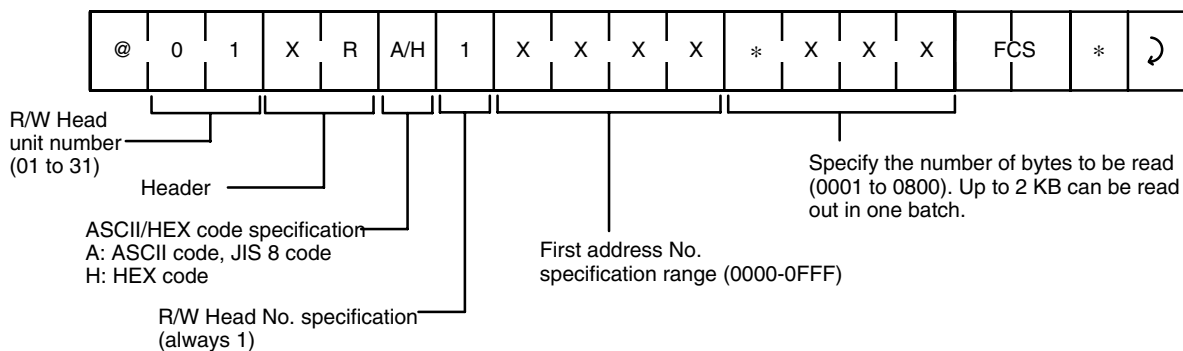 @ 0 1 X R A/H 1 X X X X * X X X FCS * ⤸
R/W Head
unit number
(01 to 31)
Header
ASCII/HEX code specification
A: ASCII code, JIS 8 code
H: HEX code
R/W Head No. specification
(always 1)
First address No.
specification range (0000-0FFF)
Specify the number of bytes to be read
(0001 to 0800). Up to 2 KB can be read
out in one batch.